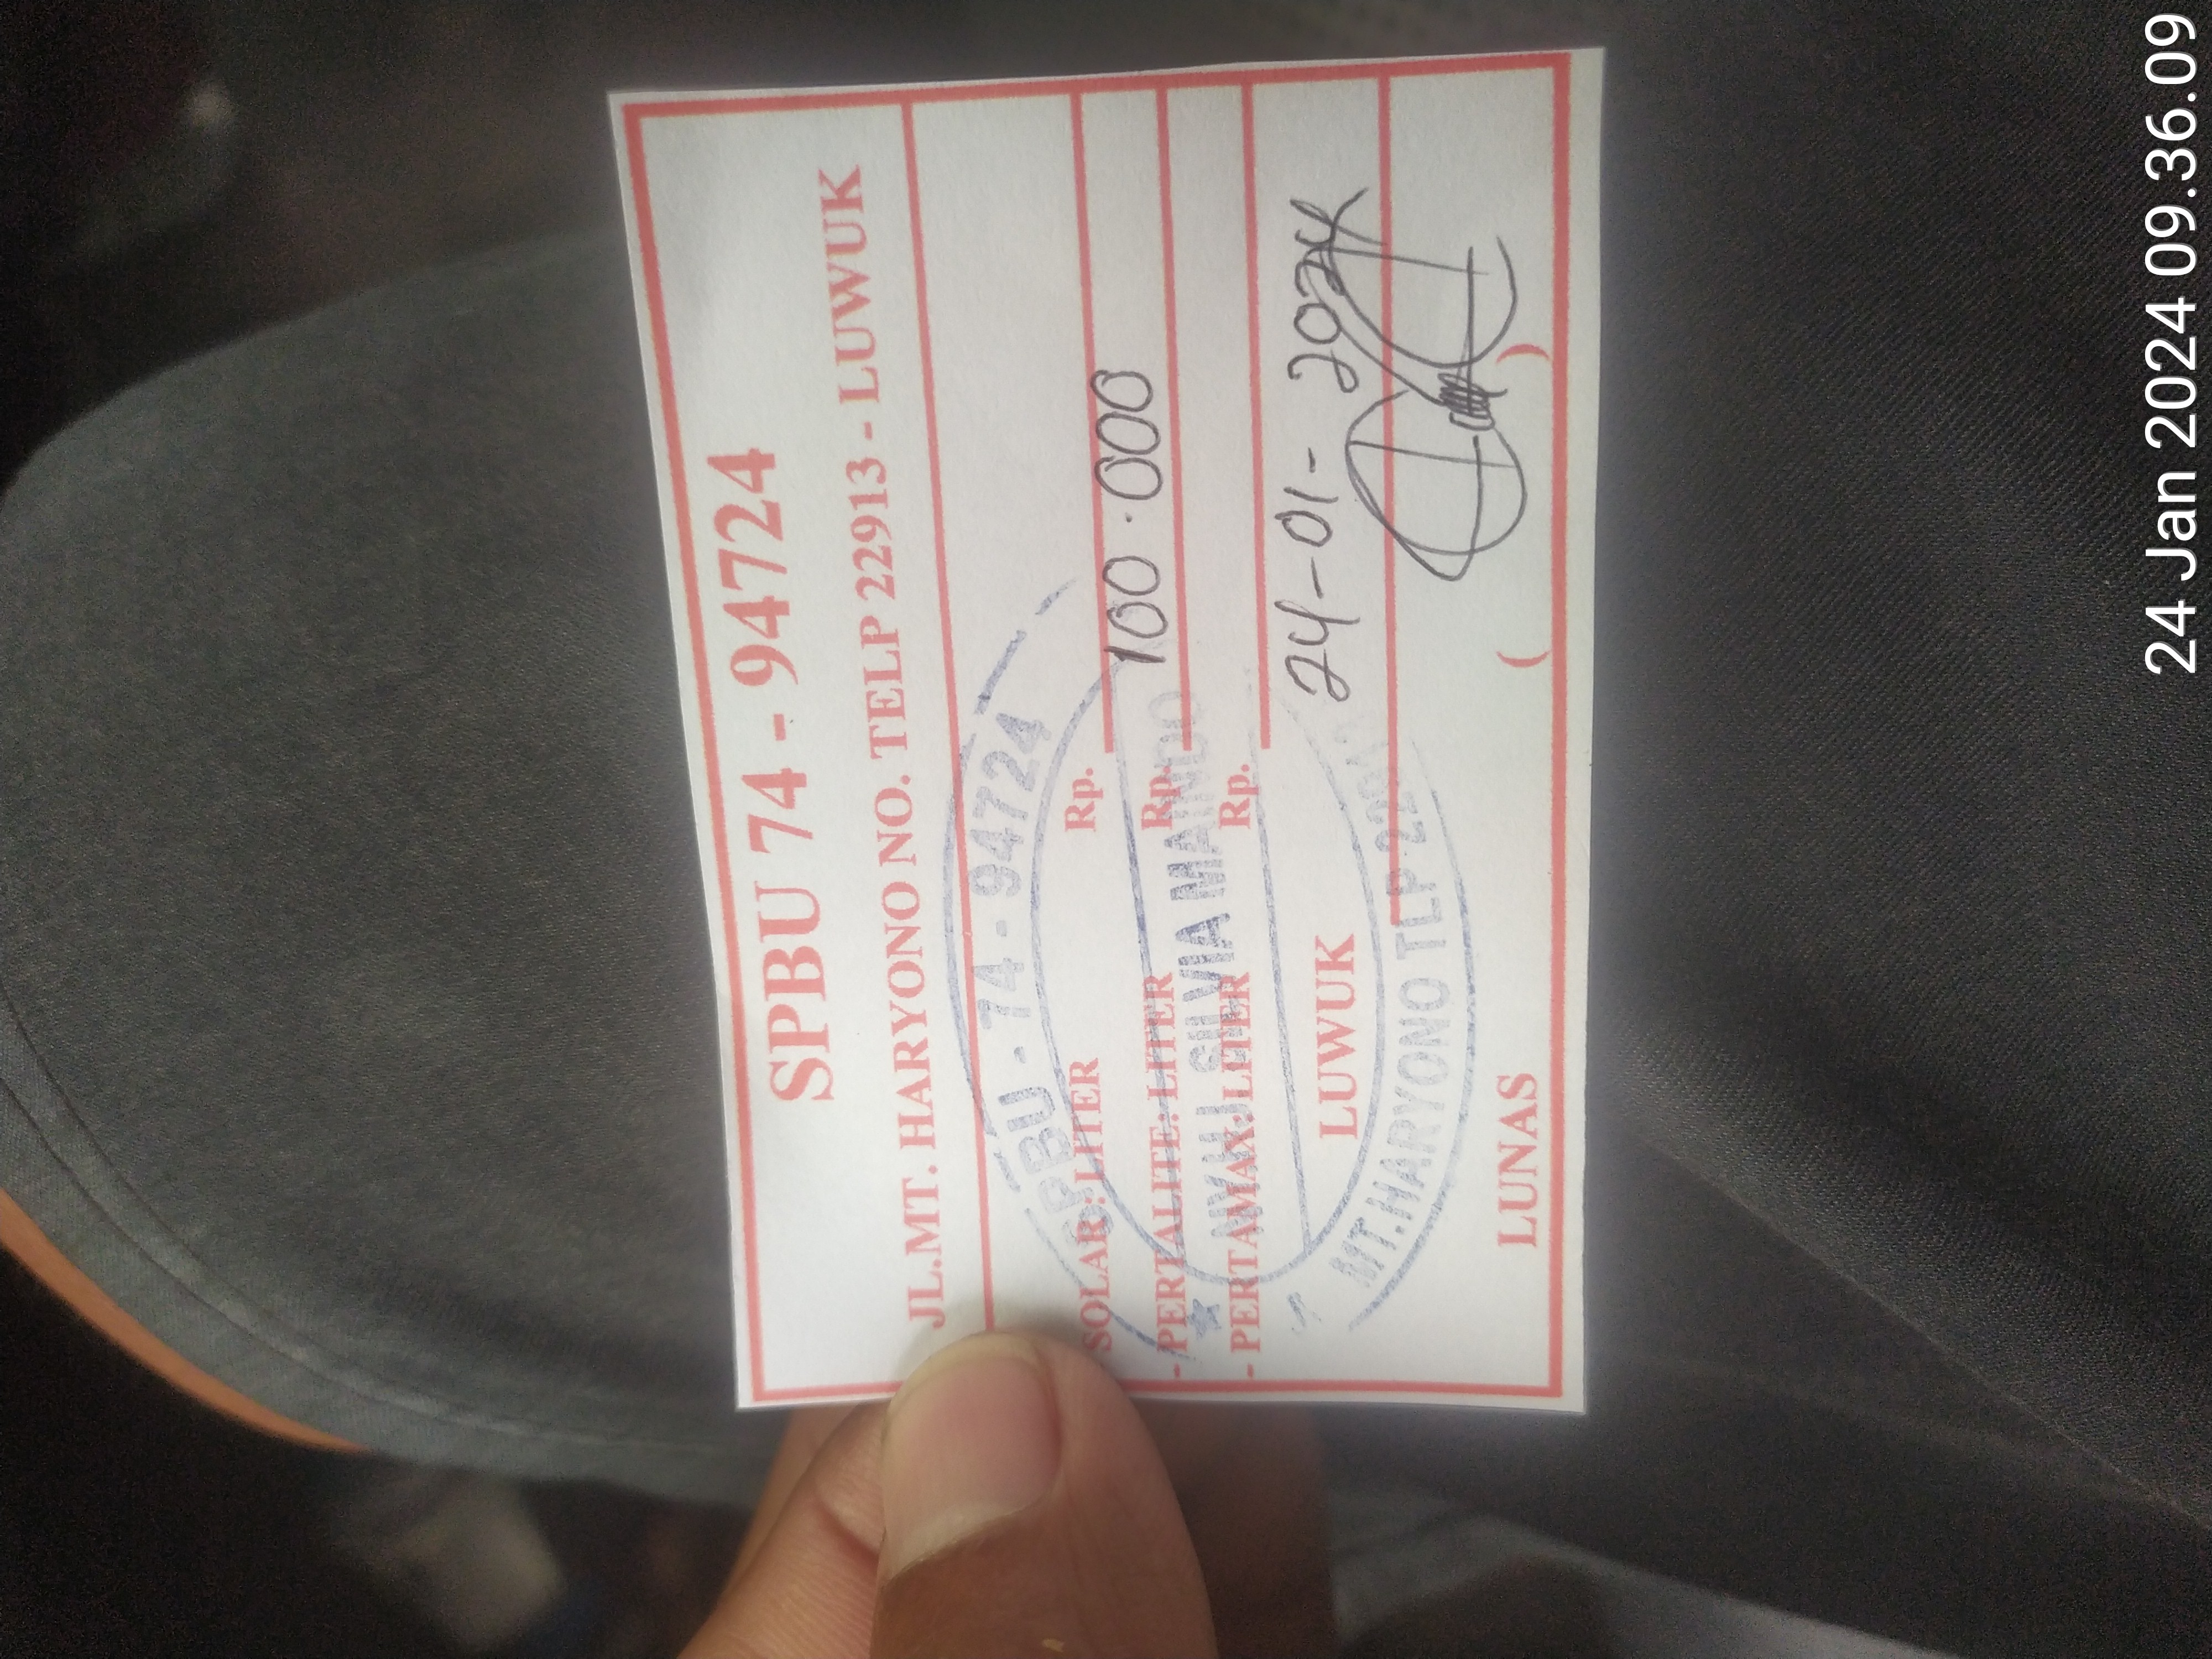 SPBU 74 - 94724
JL.MT. HARYONO NO. TELP 22913 - LUWUK
SOLAR: LITER Rp.
- PERTALITE: LITER Rp. 100.000
- PERTAMAX: LITER Rp.
LUWUK 24-01-2024
LUNAS ( )
SPBU - 74 - 94724
SILVIA MAINDO
MT.HARYONO TLP
24 Jan 2024 09.36.09